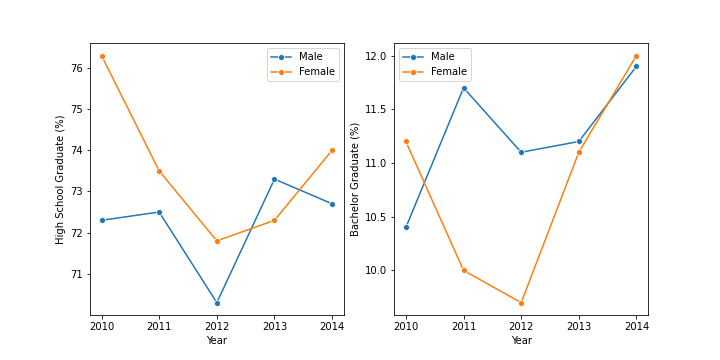 High School Graduate (%)
76
75
74
73
72
71
2010 2011 2012 2013 2014
Year
Male
Female
Bachelor Graduate (%)
12.0
11.5
11.0
10.5
10.0
2010 2011 2012 2013 2014
Year
Male
Female